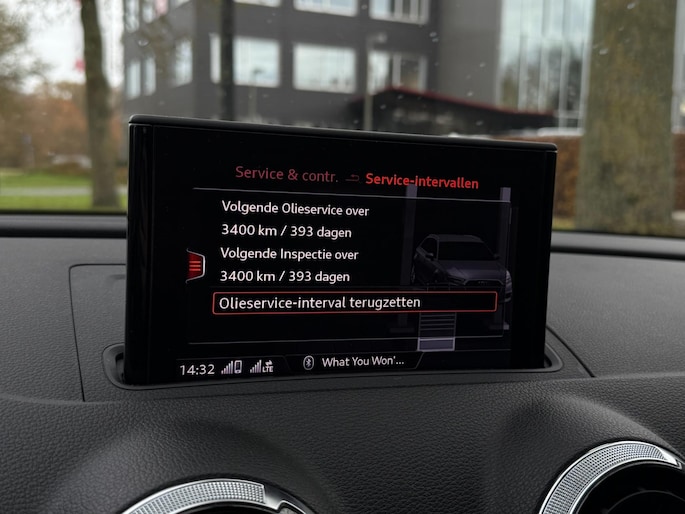 Service & contr. Service-intervallen
Volgende Olieservice over
3400 km / 393 dagen
Volgende Inspectie over
3400 km / 393 dagen
Olieservice-interval terugzetten
14:32 LTE What You Won'...